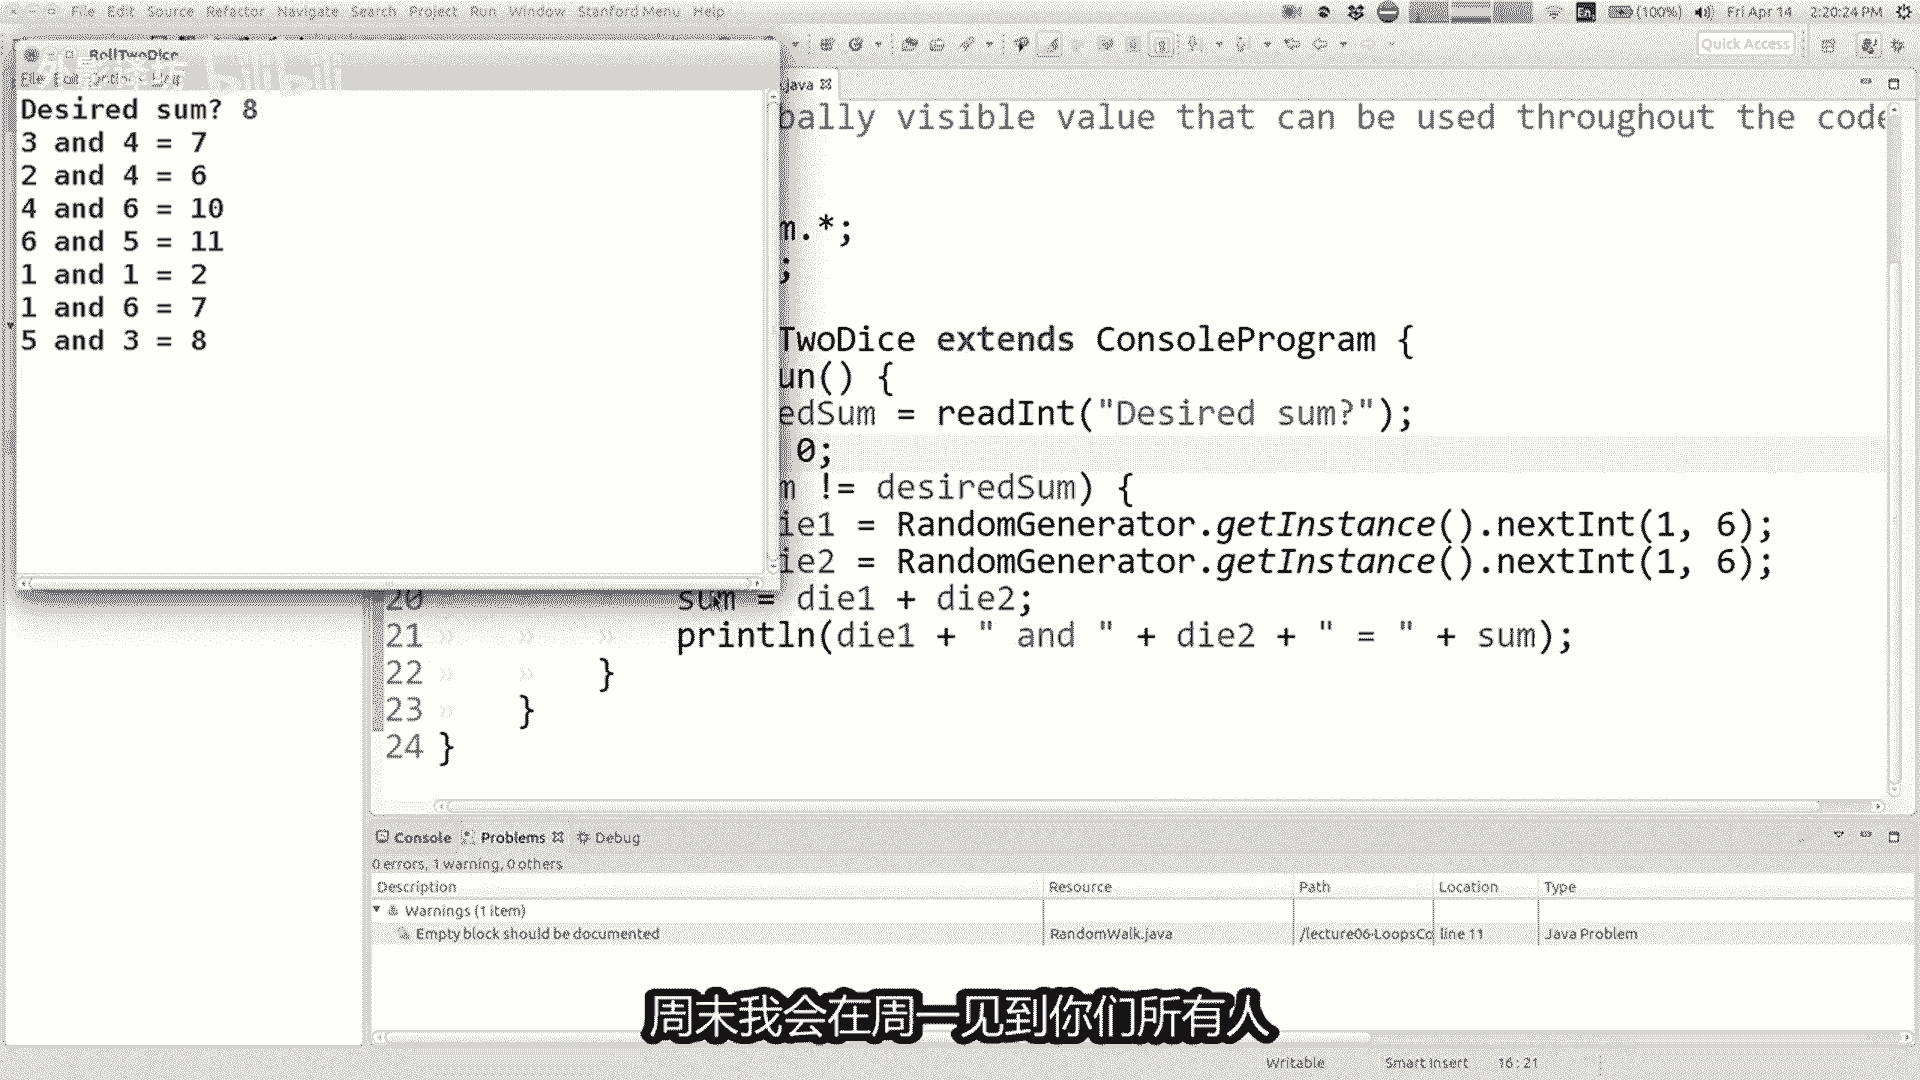 File Edit Source Refactor Navigate Search Project Run Window Stanford Menu Help
(100%) Fri Apr 14 2:20:24 PM
Quick Access
RollTwoDice
bilibili
File Edit Options Help
Desired sum? 8
3 and 4 = 7
2 and 4 = 6
4 and 6 = 10
6 and 5 = 11
1 and 1 = 2
1 and 6 = 7
5 and 3 = 8
.java
bally visible value that can be used throughout the code
m.*;
;
TwoDice extends ConsoleProgram {
un() {
edSum = readInt("Desired sum?");
0;
m != desiredSum) {
ie1 = RandomGenerator.getInstance().nextInt(1, 6);
ie2 = RandomGenerator.getInstance().nextInt(1, 6);
20 sum = die1 + die2;
21 println(die1 + " and " + die2 + " = " + sum);
22 }
23 }
24 }
Console Problems Debug
0 errors, 1 warning, 0 others
Description Resource Path Location Type
Warnings (1 item)
Empty block should be documented RandomWalk.java /lecture06-LoopsCo line 11 Java Problem
周末我会在周一见到你们所有人
Writable Smart Insert 16 : 21